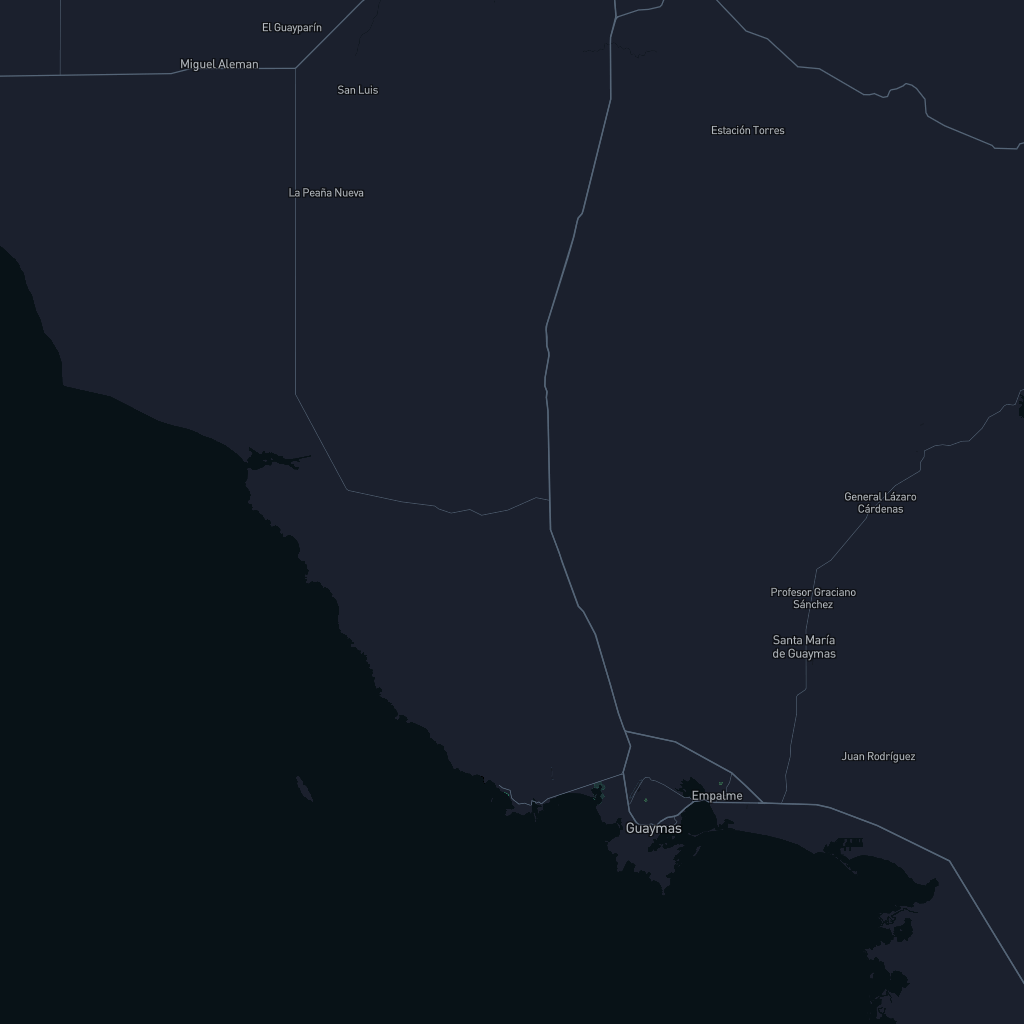 El Guayparín
Miguel Aleman
San Luis
Estación Torres
La Peaña Nueva
General Lázaro
Cárdenas
Profesor Graciano
Sánchez
Santa María
de Guaymas
Juan Rodríguez
Empalme
Guaymas